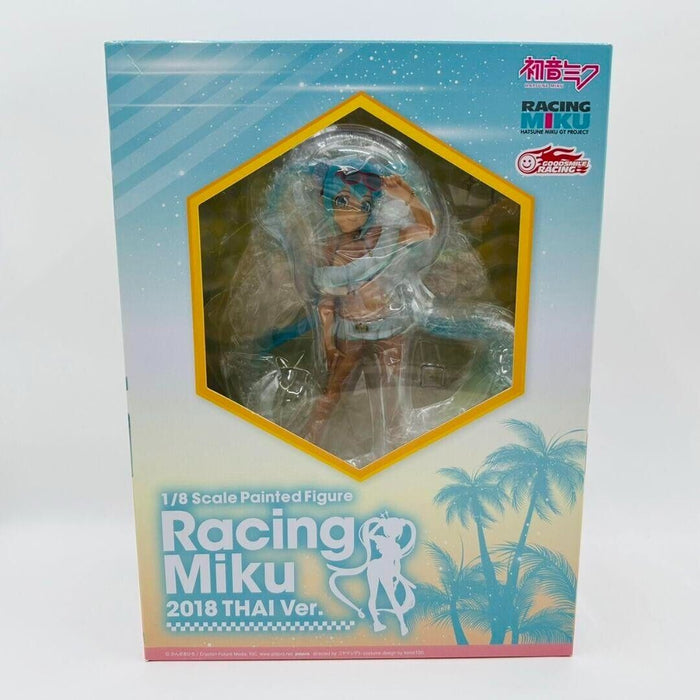 初音ミク
HATSUNE MIKU
RACING
MIKU
HATSUNE MIKU GT PROJECT
GOODSMILE
RACING
1/8 Scale Painted Figure
Racing
Miku
2018 THAI Ver.